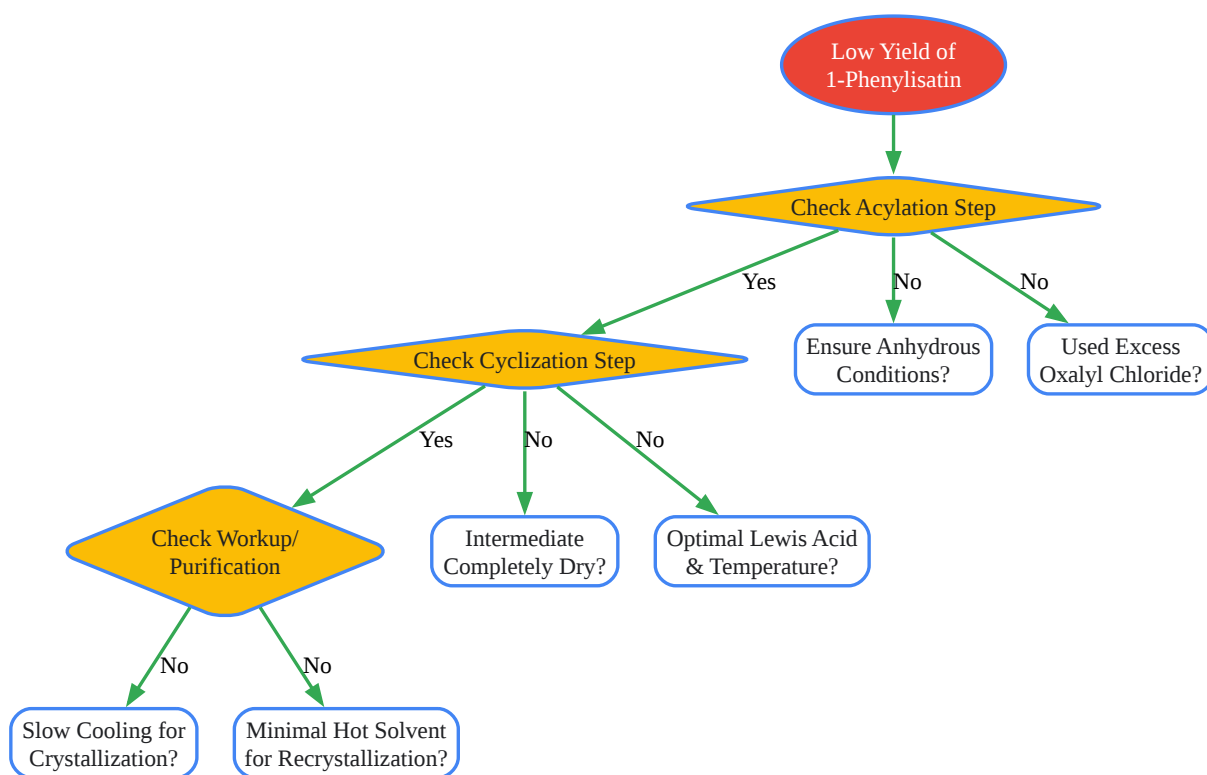 Low Yield of
1-Phenylisatin
Check Acylation Step
Yes
No
No
Check Cyclization Step
Ensure Anhydrous
Conditions?
Used Excess
Oxalyl Chloride?
Yes
No
No
Check Workup/
Purification
Intermediate
Completely Dry?
Optimal Lewis Acid
& Temperature?
No
No
Slow Cooling for
Crystallization?
Minimal Hot Solvent
for Recrystallization?